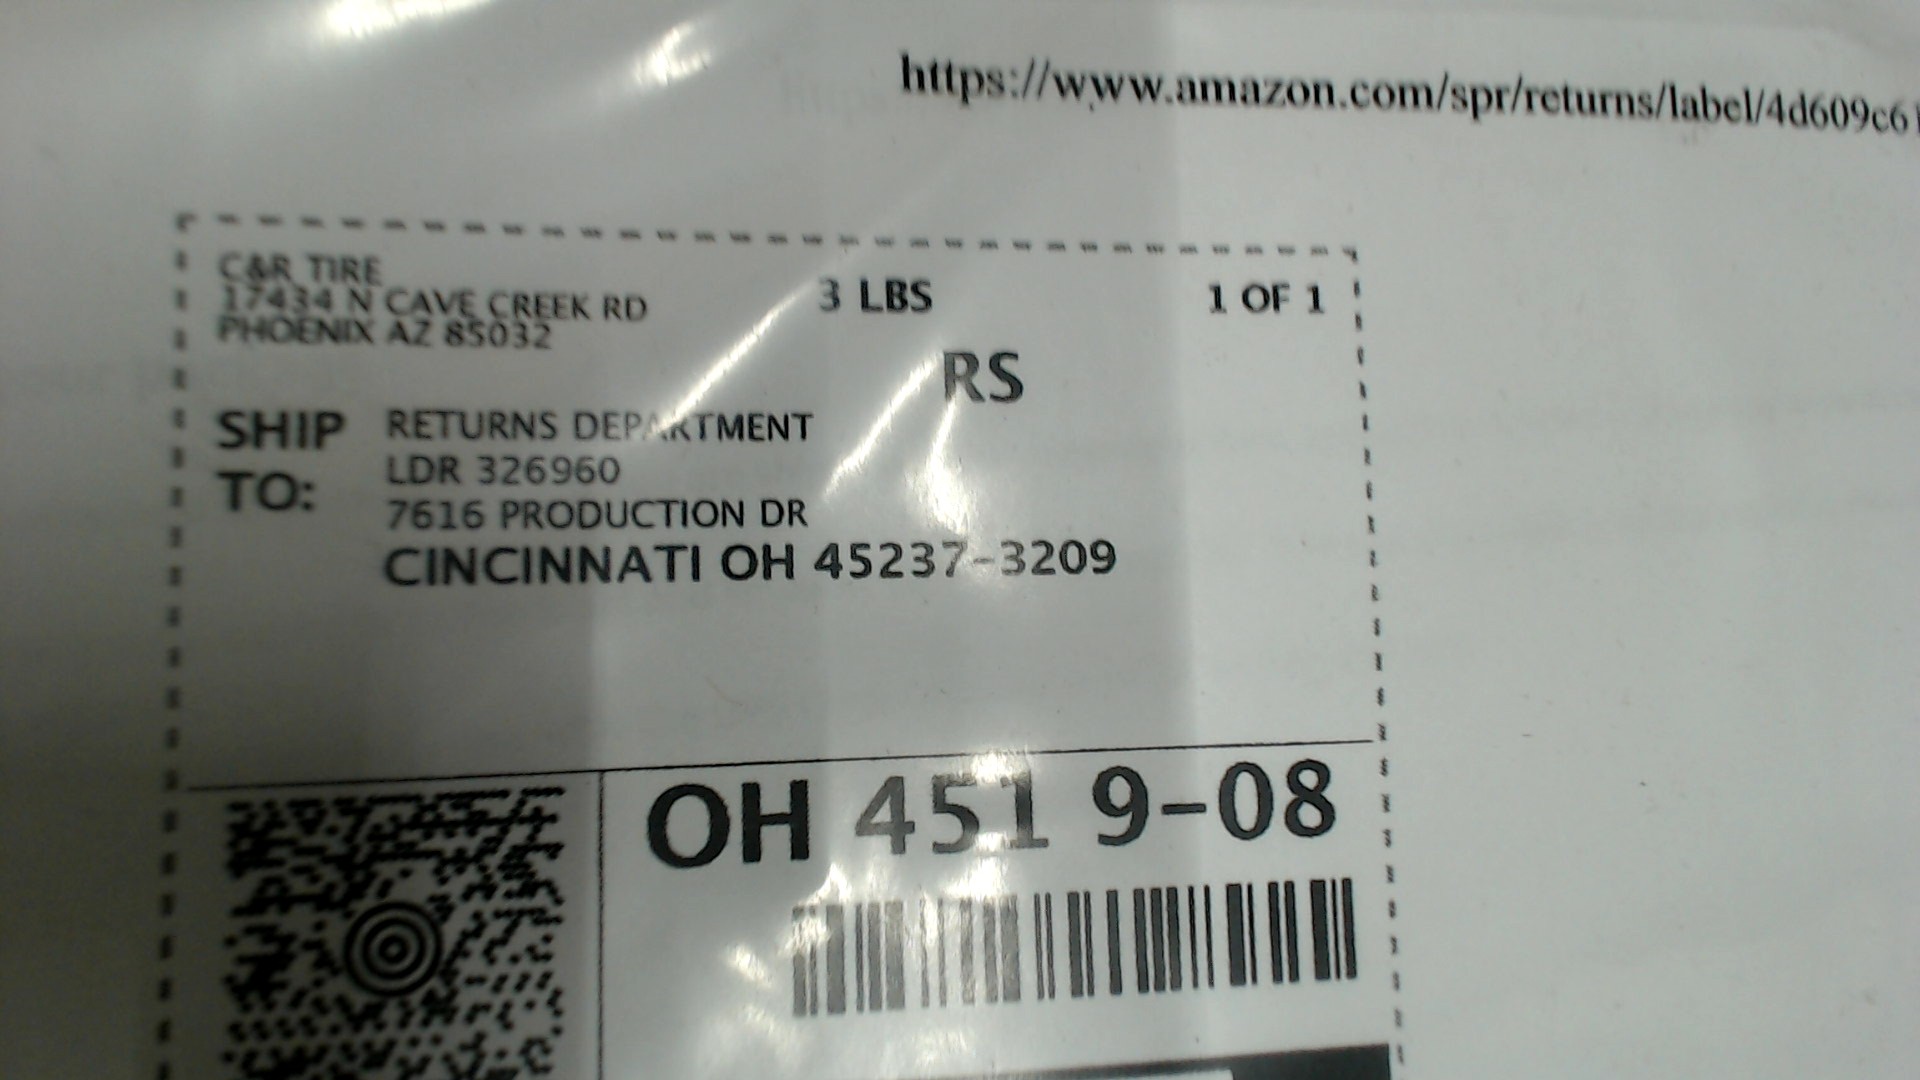 https://www.amazon.com/spr/returns/label/4d609c61
C&R TIRE
17434 N CAVE CREEK RD
PHOENIX AZ 85032
3 LBS
1 OF 1
RS
SHIP TO:
RETURNS DEPARTMENT
LDR 326960
7616 PRODUCTION DR
CINCINNATI OH 45237-3209
OH 451 9-08